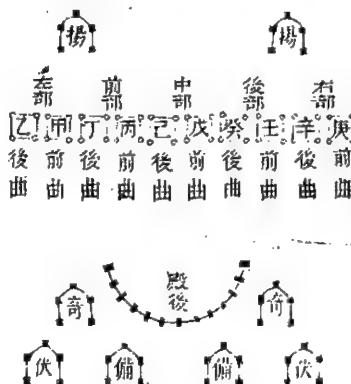 揚 揚
左部 前部 中部 後部 右部
乙 甲 丁 丙 己 戊 癸 壬 辛 庚
後曲 前曲 後曲 前曲 後曲 前曲 後曲 前曲 後曲 前曲
殿後
奇 奇
伏 備 備 伏